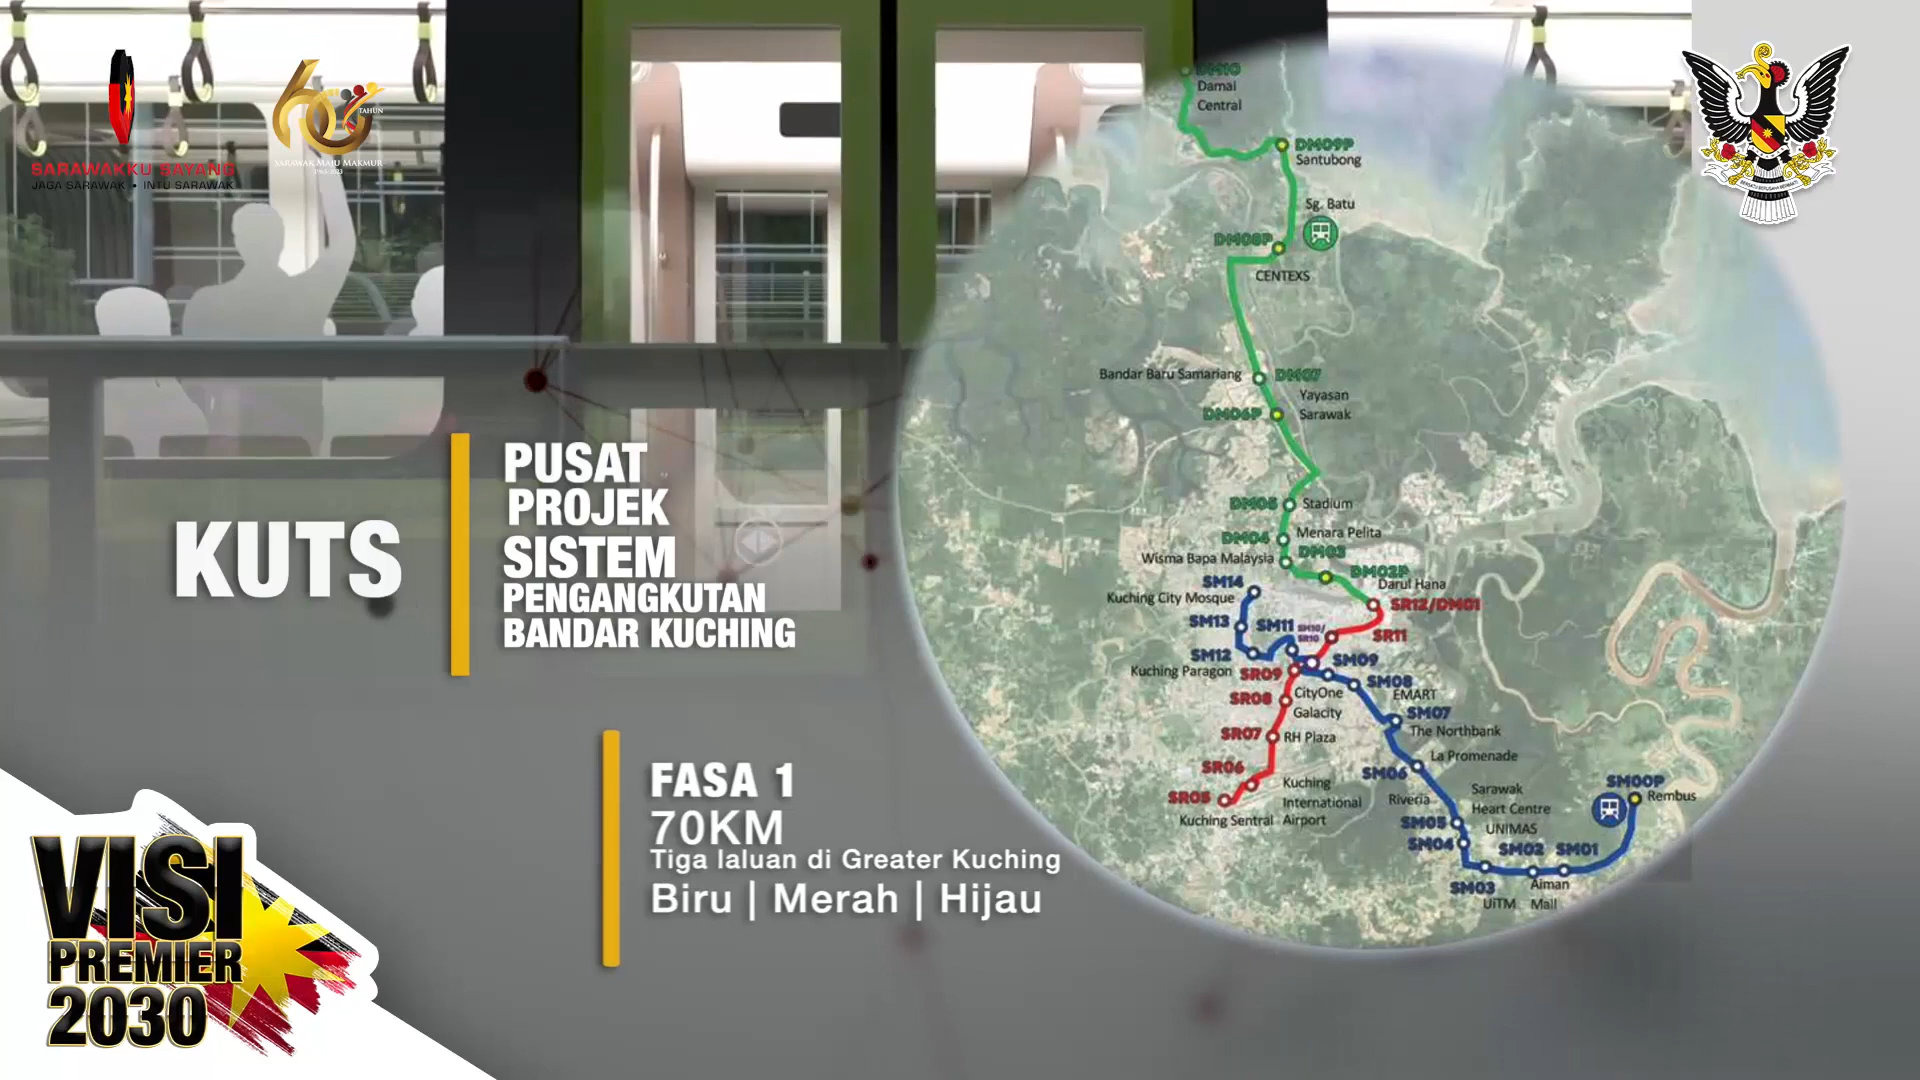 SARAWAKKU SAYANG
JAGA SARAWAK • INTU SARAWAK
60
TAHUN
SARAWAK MAJU MAKMUR
KUTS
PUSAT
PROJEK
SISTEM
PENGANGKUTAN
BANDAR KUCHING
FASA 1
70KM
Tiga laluan di Greater Kuching
Biru | Merah | Hijau
VISI
PREMIER
2030
DM10
Damai
Central
DM09P
Santubong
Sg. Batu
DM08P
CENTEXS
Bandar Baru Samariang
DM07
Yayasan
Sarawak
DM06P
DM05
Stadium
DM04
Menara Pelita
Wisma Bapa Malaysia
DM03
DM02P
Darul Hana
SR12/DM01
SM14
Kuching City Mosque
SM13
SM11
SM10/
SR10
SR11
SM12
Kuching Paragon
SR09
SM09
SM08
EMART
SR08
CityOne
Galacity
SM07
The Northbank
SR07
RH Plaza
La Promenade
SR06
SM06
SR05
Kuching Sentral
Kuching
International
Airport
Riveria
Sarawak
Heart Centre
UNIMAS
SM05
SM04
SM03
UiTM
SM02
SM01
Aiman
Mall
SM00P
Rembus